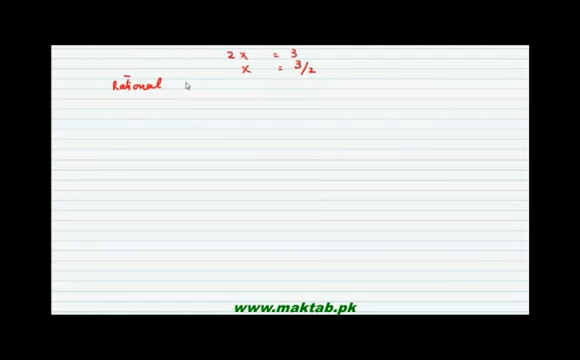 2x = 3
x = 3/2
Rational
www.maktab.pk